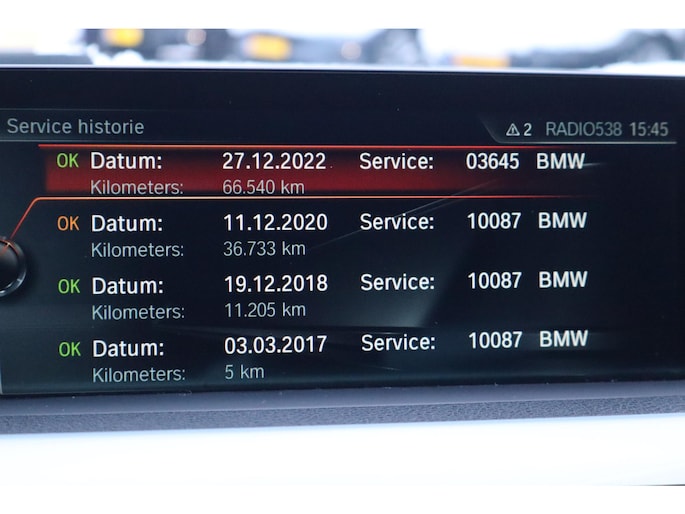 Service historie 2 RADIO538 15:45
OK Datum: 27.12.2022 Service: 03645 BMW
Kilometers: 66.540 km
OK Datum: 11.12.2020 Service: 10087 BMW
Kilometers: 36.733 km
OK Datum: 19.12.2018 Service: 10087 BMW
Kilometers: 11.205 km
OK Datum: 03.03.2017 Service: 10087 BMW
Kilometers: 5 km